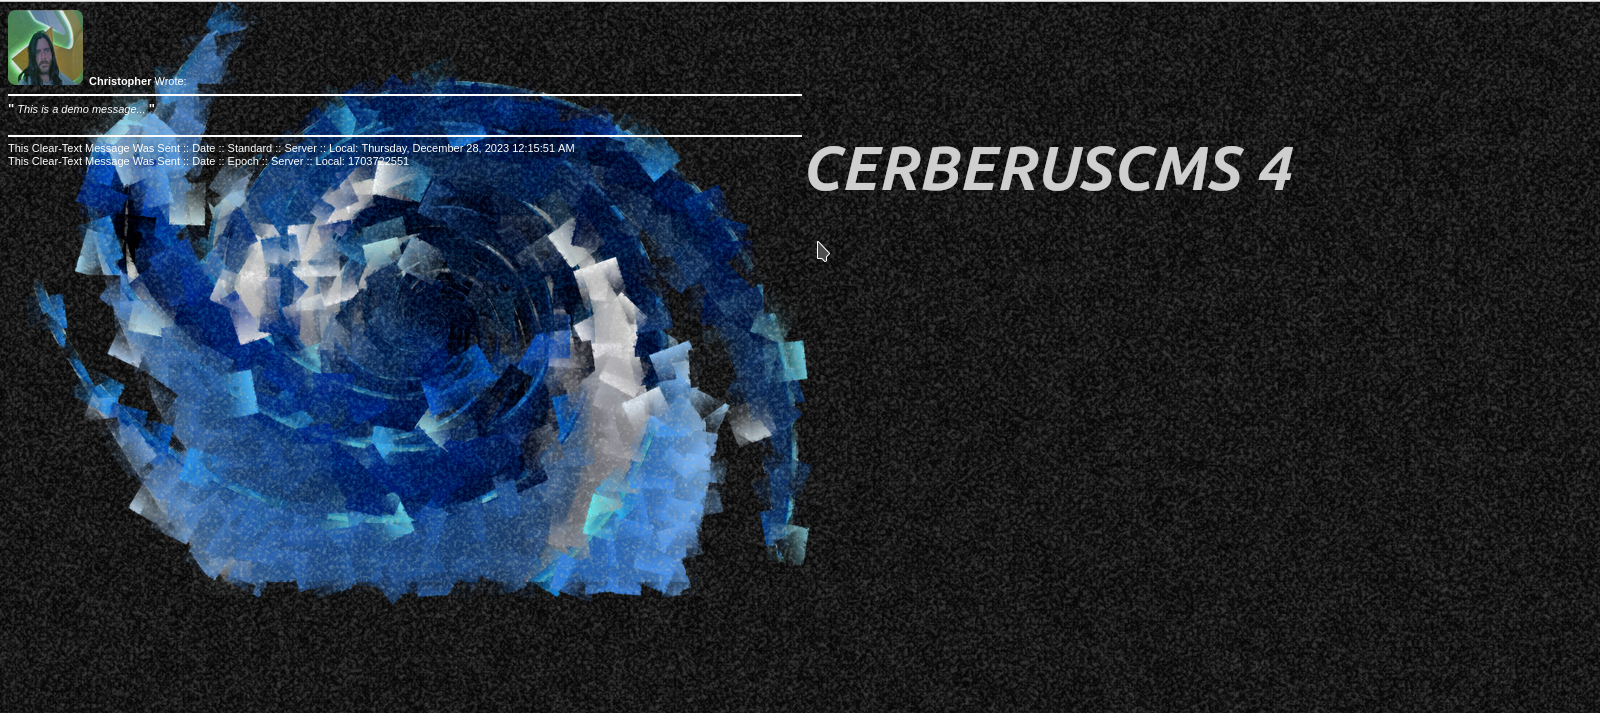 Christopher Wrote:
" This is a demo message... "
This Clear-Text Message Was Sent :: Date :: Standard :: Server :: Local: Thursday, December 28, 2023 12:15:51 AM
This Clear-Text Message Was Sent :: Date :: Epoch :: Server :: Local: 1703722551
CERBERUSCMS 4